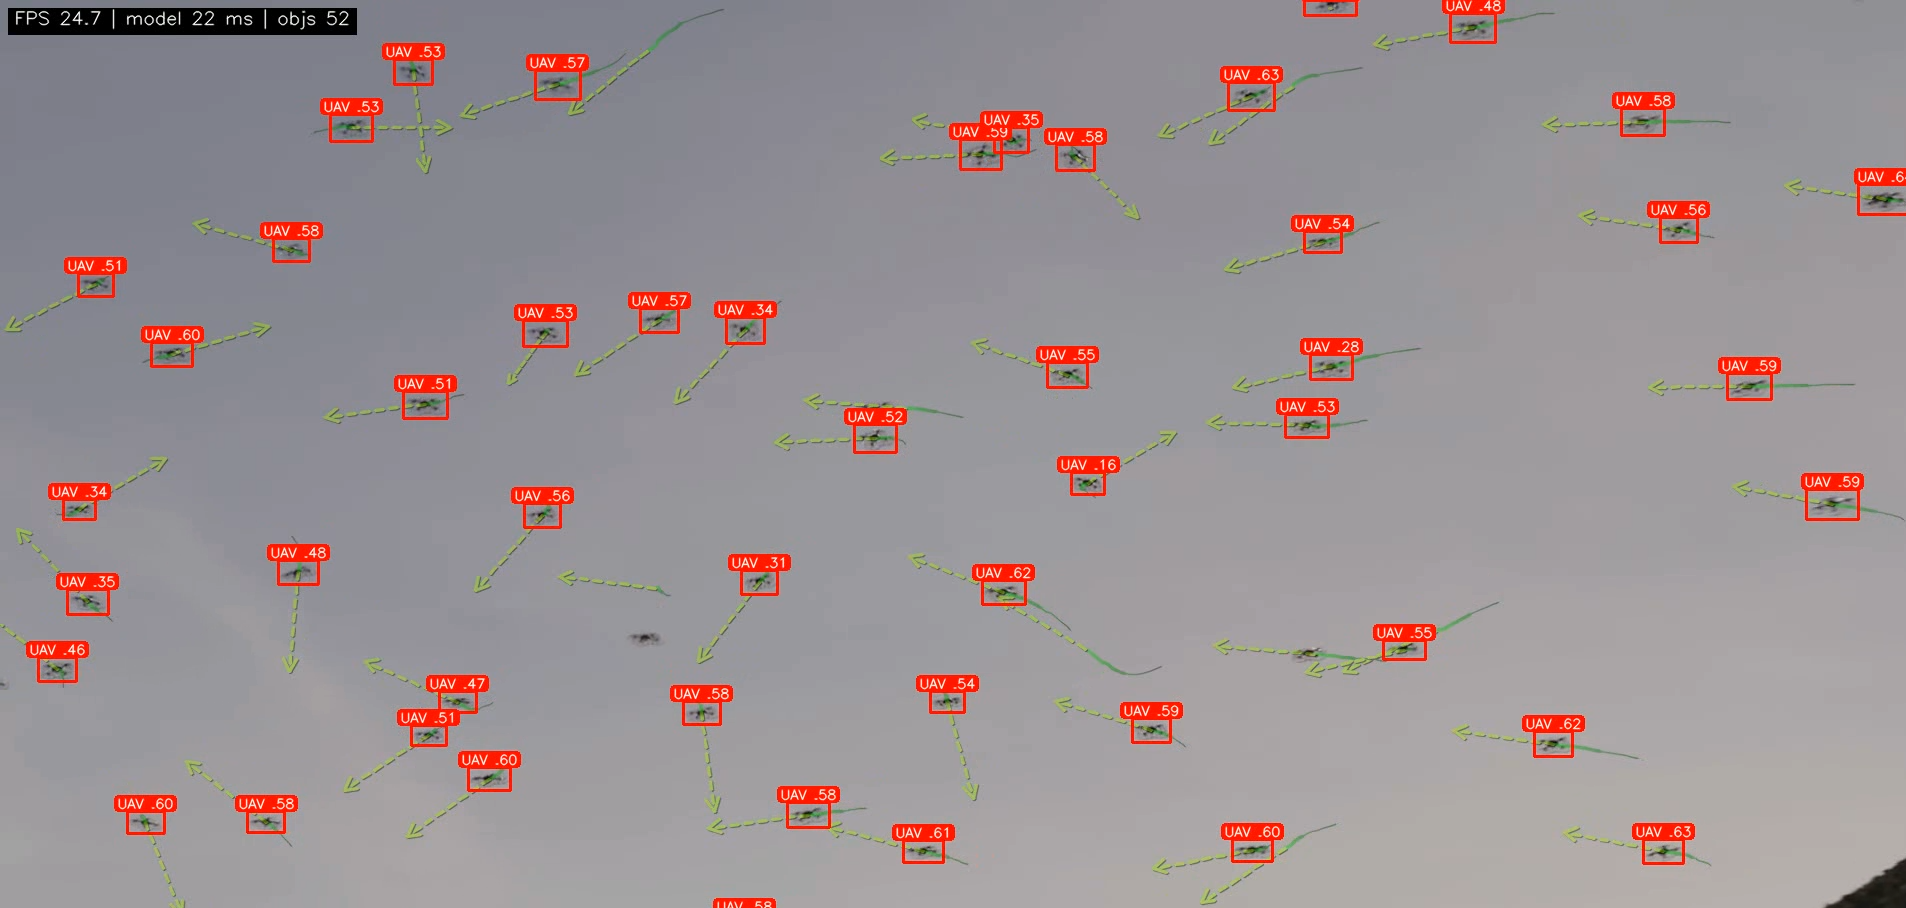 FPS 24.7 | model 22 ms | objs 52
UAV .48
UAV .53
UAV .57
UAV .63
UAV .58
UAV .53
UAV .35
UAV .59
UAV .58
UAV .56
UAV .54
UAV .58
UAV .51
UAV .57
UAV .53
UAV .34
UAV .60
UAV .28
UAV .55
UAV .59
UAV .51
UAV .53
UAV .52
UAV .16
UAV .59
UAV .34
UAV .56
UAV .48
UAV .31
UAV .62
UAV .35
UAV .55
UAV .46
UAV .47
UAV .54
UAV .58
UAV .59
UAV .51
UAV .62
UAV .60
UAV .58
UAV .60
UAV .58
UAV .61
UAV .60
UAV .63
UAV .58